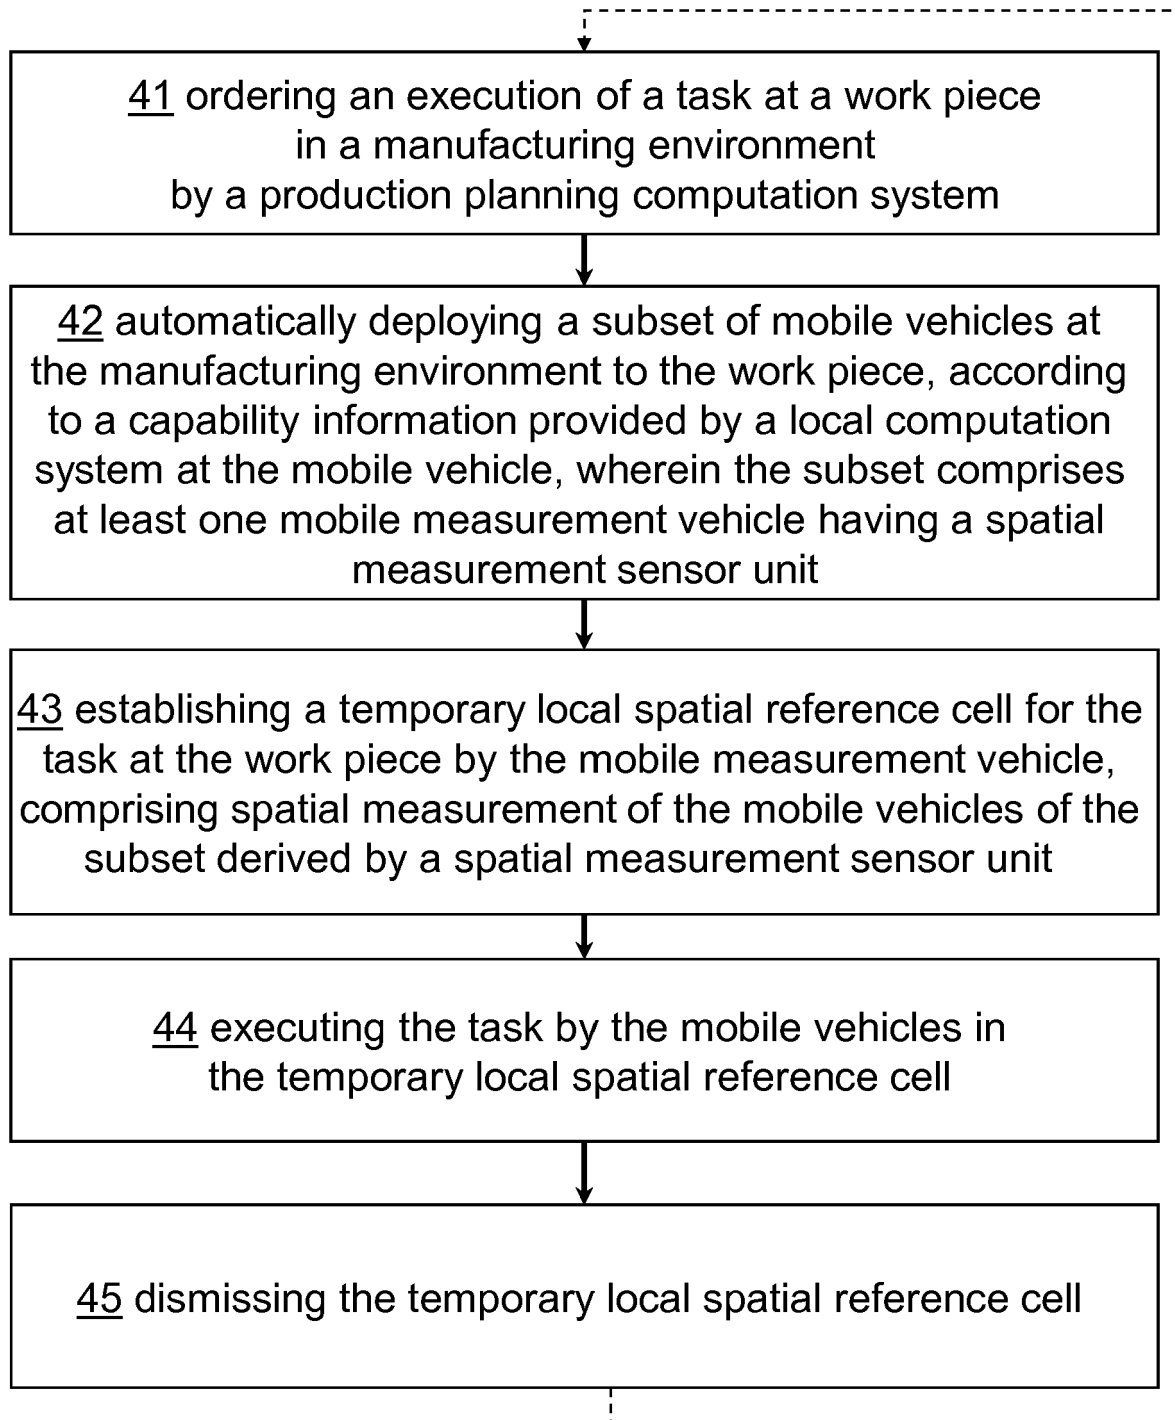 41 ordering an execution of a task at a work piece
in a manufacturing environment
by a production planning computation system
42 automatically deploying a subset of mobile vehicles at
the manufacturing environment to the work piece, according
to a capability information provided by a local computation
system at the mobile vehicle, wherein the subset comprises
at least one mobile measurement vehicle having a spatial
measurement sensor unit
43 establishing a temporary local spatial reference cell for the
task at the work piece by the mobile measurement vehicle,
comprising spatial measurement of the mobile vehicles of the
subset derived by a spatial measurement sensor unit
44 executing the task by the mobile vehicles in
the temporary local spatial reference cell
45 dismissing the temporary local spatial reference cell